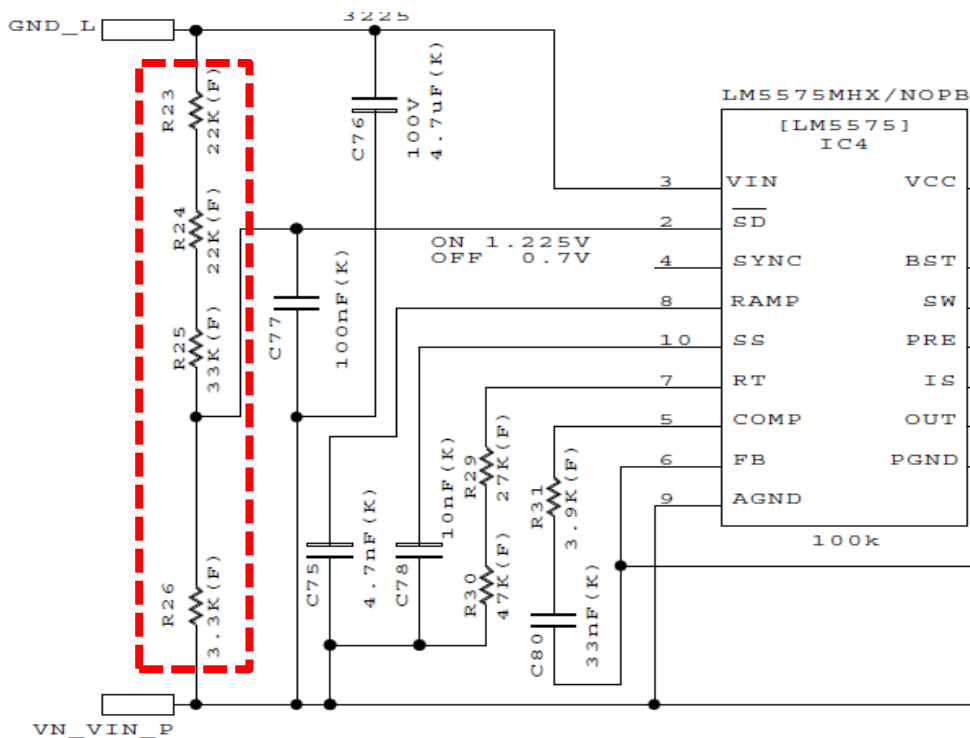 3225
GND_L
R23
22K(F)
R24
22K(F)
R25
33K(F)
R26
3.3K(F)
VN_VIN_P
C76
100V
4.7uF(K)
C77
100nF(K)
ON 1.225V
OFF 0.7V
C75
4.7nF(K)
C78
10nF(K)
R29
27K(F)
R30
47K(F)
R31
3.9K(F)
C80
33nF(K)
LM5575MHX/NOPB
[LM5575]
IC4
3 VIN VCC
2 SD
4 SYNC BST
8 RAMP SW
10 SS PRE
7 RT IS
5 COMP OUT
6 FB PGND
9 AGND
100k